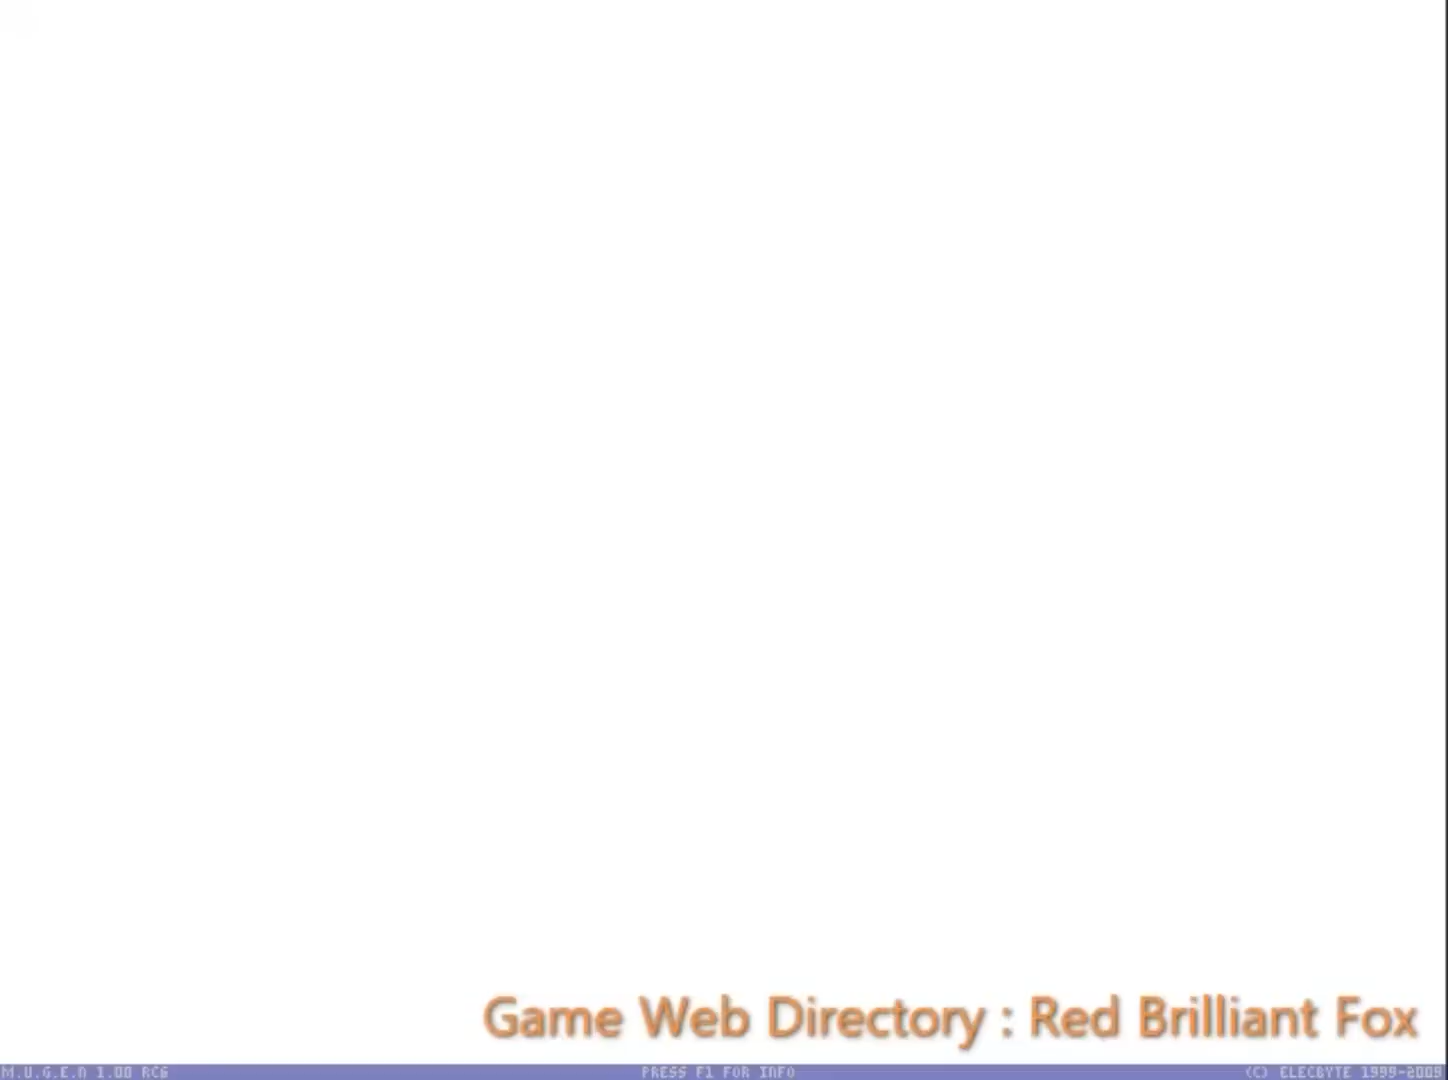 Game Web Directory : Red Brilliant Fox
M.U.G.E.N 1.00 RC6 PRESS F1 FOR INFO (C) ELECBYTE 1999-2009